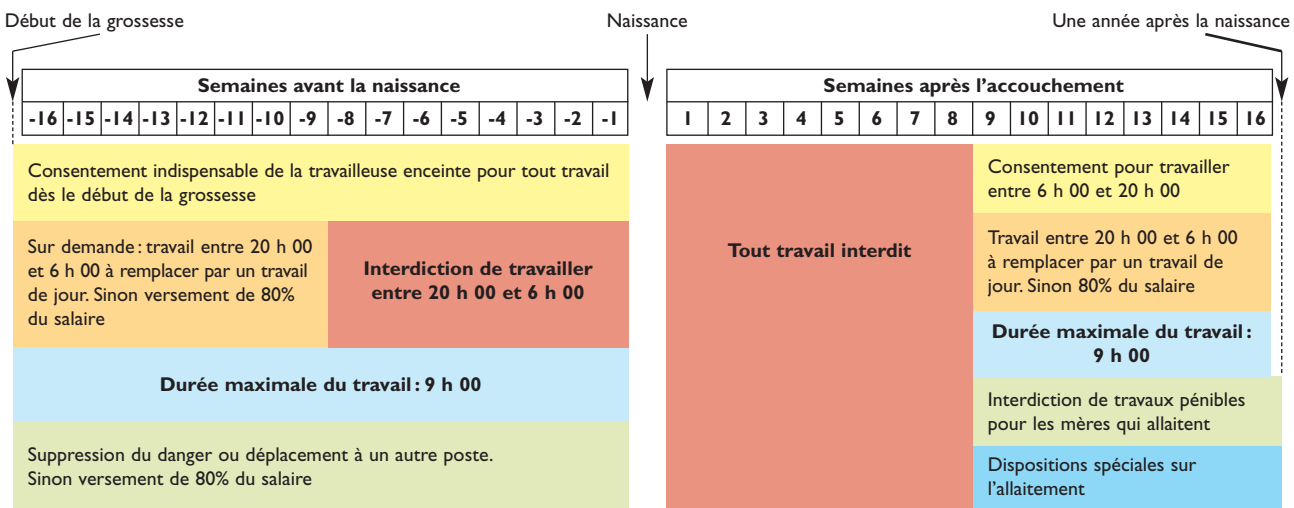 Début de la grossesse
Naissance
Une année après la naissance
Semaines avant la naissance
-16 -15 -14 -13 -12 -11 -10 -9 -8 -7 -6 -5 -4 -3 -2 -1
Semaines après l'accouchement
1 2 3 4 5 6 7 8 9 10 11 12 13 14 15 16
Consentement indispensable de la travailleuse enceinte pour tout travail
dès le début de la grossesse
Sur demande : travail entre 20 h 00
et 6 h 00 à remplacer par un travail
de jour. Sinon versement de 80%
du salaire
Interdiction de travailler
entre 20 h 00 et 6 h 00
Durée maximale du travail : 9 h 00
Suppression du danger ou déplacement à un autre poste.
Sinon versement de 80% du salaire
Tout travail interdit
Consentement pour travailler
entre 6 h 00 et 20 h 00
Travail entre 20 h 00 et 6 h 00
à remplacer par un travail de
jour. Sinon 80% du salaire
Durée maximale du travail :
9 h 00
Interdiction de travaux pénibles
pour les mères qui allaitent
Dispositions spéciales sur
l'allaitement